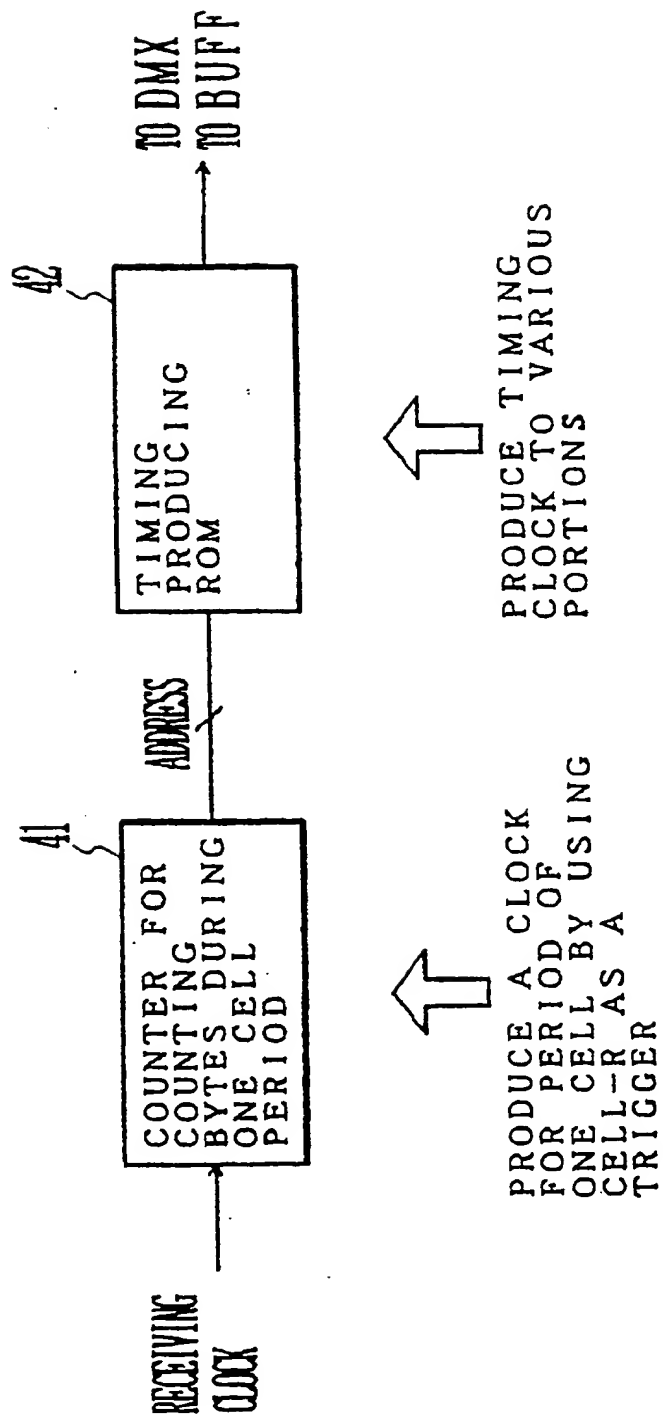 RECEIVING
CLOCK
41
COUNTER FOR
COUNTING
BYTES DURING
ONE CELL
PERIOD
ADDRESS
42
TIMING
PRODUCING
ROM
TO DMX
TO BUFF
PRODUCE A CLOCK
FOR PERIOD OF
ONE CELL BY USING
CELL-R AS A
TRIGGER
PRODUCE TIMING
CLOCK TO VARIOUS
PORTIONS